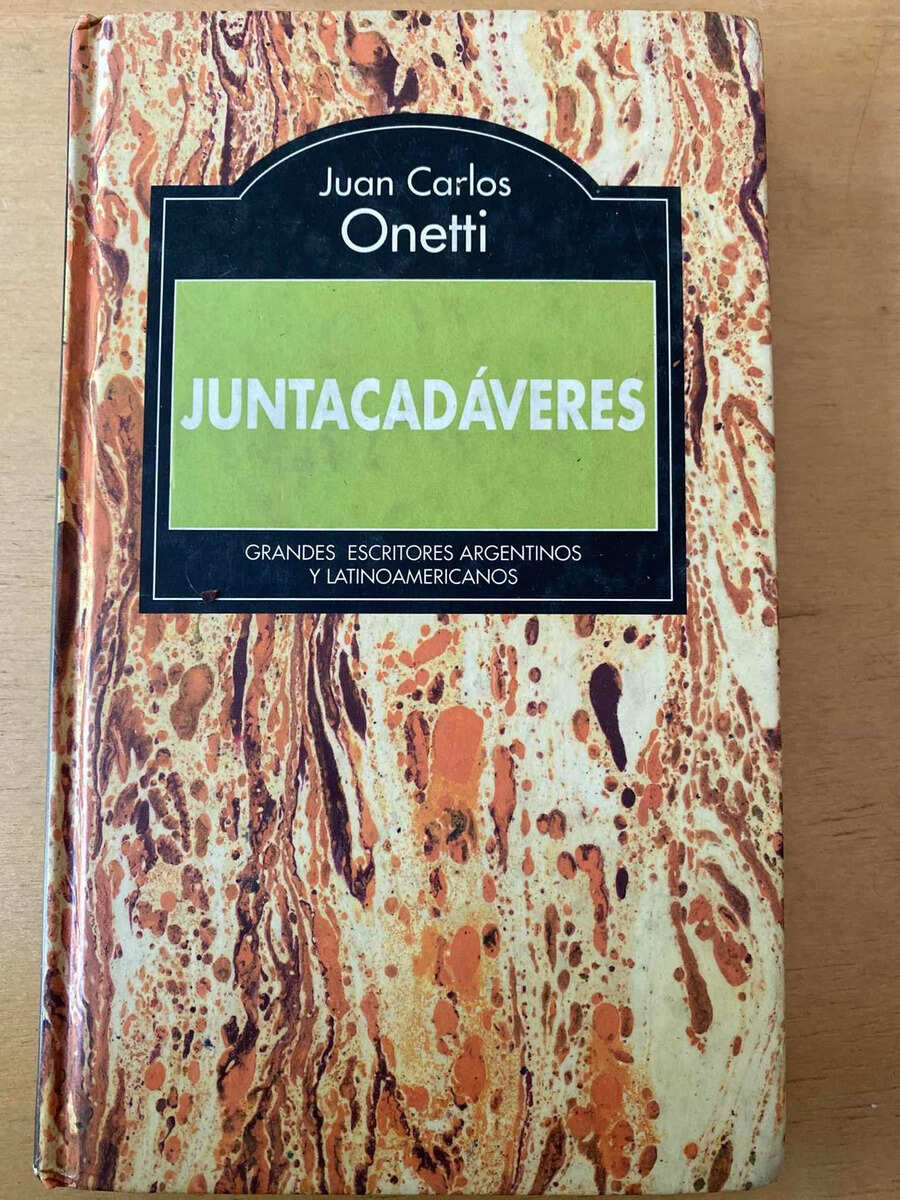 Juan Carlos
Onetti
JUNTACADÁVERES
GRANDES ESCRITORES ARGENTINOS
Y LATINOAMERICANOS